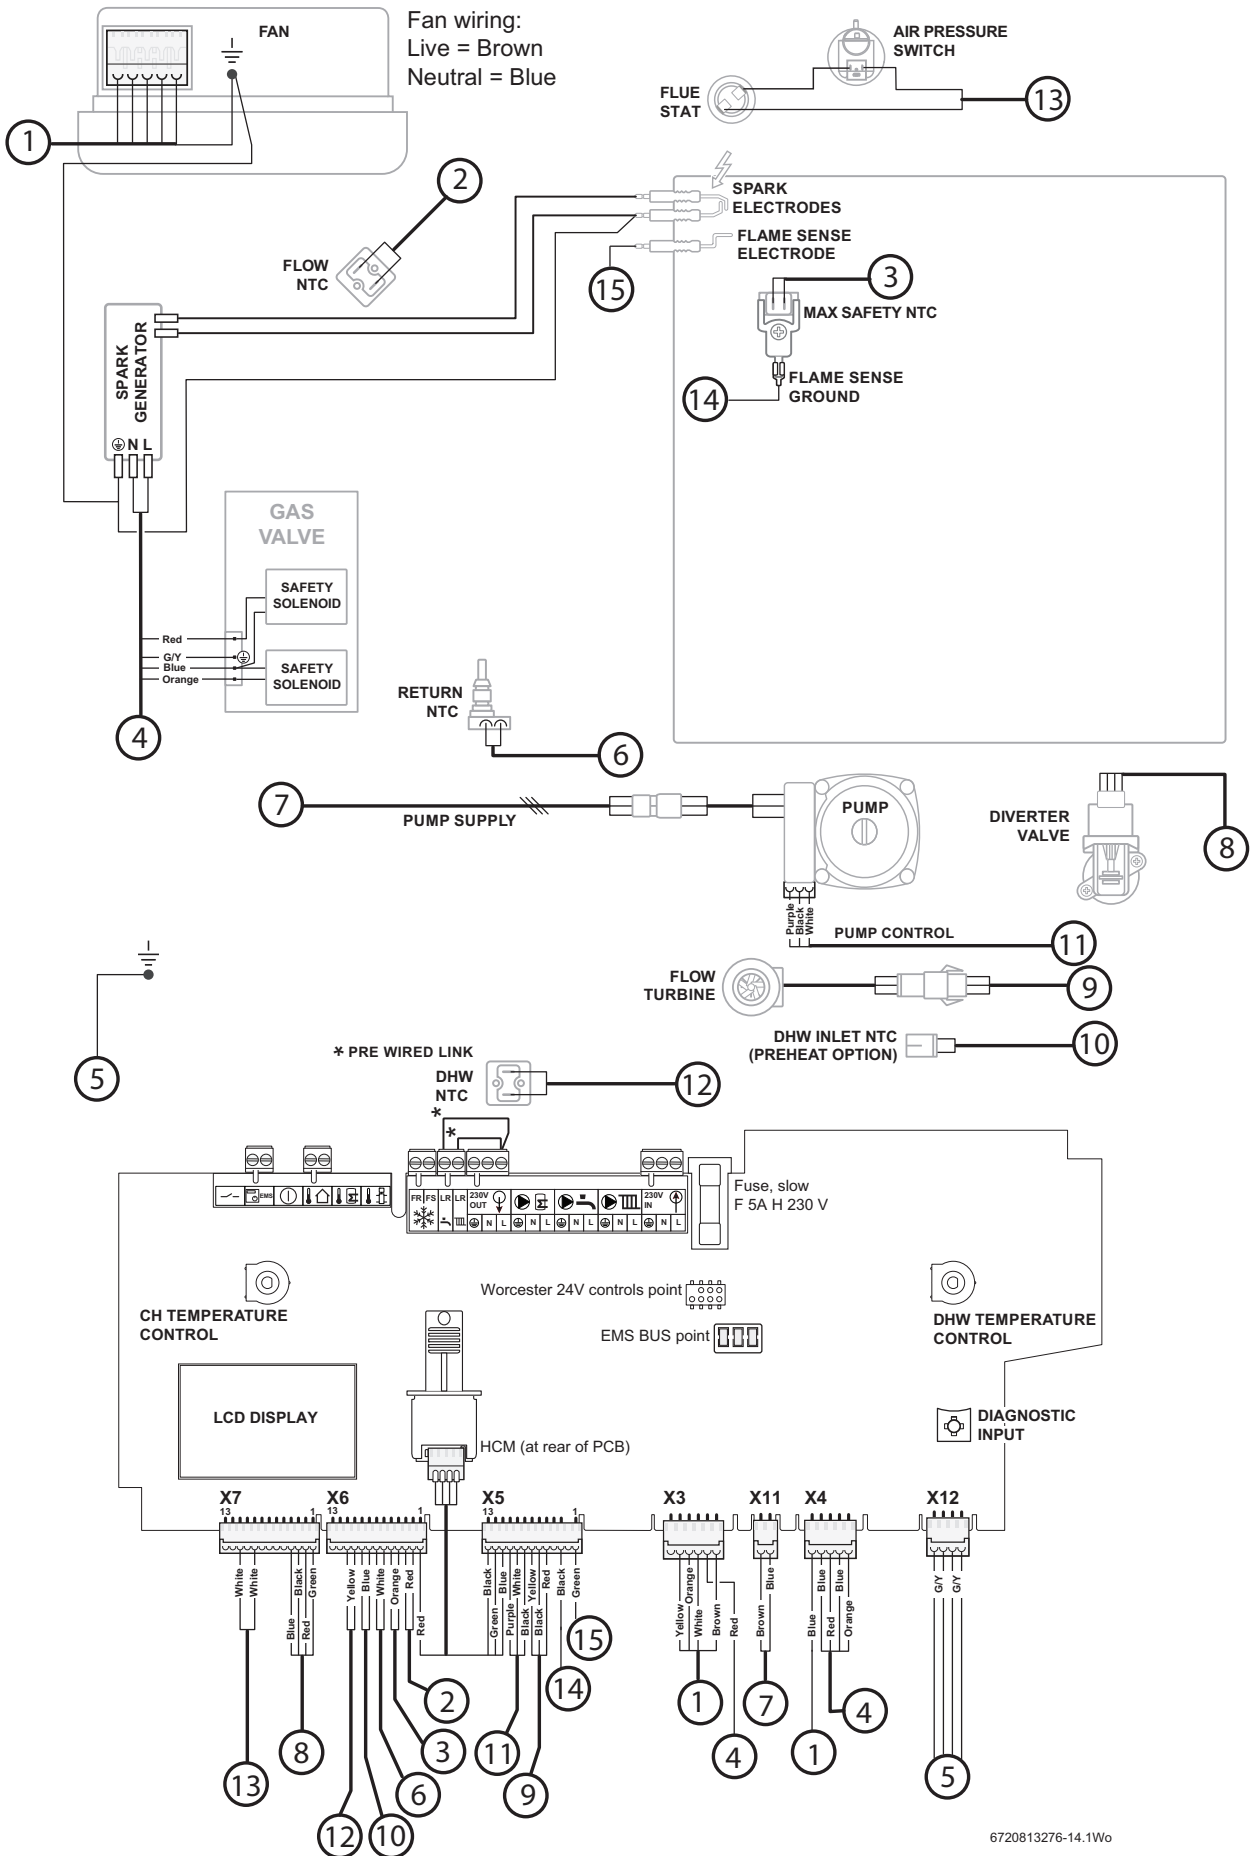 FAN
Fan wiring:
Live = Brown
Neutral = Blue
AIR PRESSURE
SWITCH
FLUE
STAT
13
1
2
SPARK
ELECTRODES
FLAME SENSE
ELECTRODE
15
FLOW
NTC
3
MAX SAFETY NTC
SPARK
GENERATOR
FLAME SENSE
GROUND
14
N L
GAS
VALVE
SAFETY
SOLENOID
Red
G/Y
Blue
Orange
SAFETY
SOLENOID
4
RETURN
NTC
6
7
PUMP SUPPLY
PUMP
DIVERTER
VALVE
8
Purple
Black
White
PUMP CONTROL
11
FLOW
TURBINE
9
DHW INLET NTC
(PREHEAT OPTION)
10
5
* PRE WIRED LINK
DHW
NTC
12
*
*
EMS
FR FS LR LR 230V
OUT
230V
IN
N L N L N L N L N L
Fuse, slow
F 5A H 230 V
Worcester 24V controls point
EMS BUS point
CH TEMPERATURE
CONTROL
DHW TEMPERATURE
CONTROL
LCD DISPLAY
HCM (at rear of PCB)
DIAGNOSTIC
INPUT
X7
13 1
X6
13 1
X5
13 1
X3
X11
X4
X12
White
White
Blue
Black
Red
Green
Yellow
Blue
White
Orange
Red
Red
Black
Green
Blue
Purple
White
Black
Yellow
Black
Red
Black
Green
Yellow
Orange
White
Brown
Red
Brown
Blue
Blue
Blue
Red
Blue
Orange
G/Y
G/Y
15
14
2
1
7
4
8
3
11
4
1
5
13
6
9
12
10
6720813276-14.1Wo